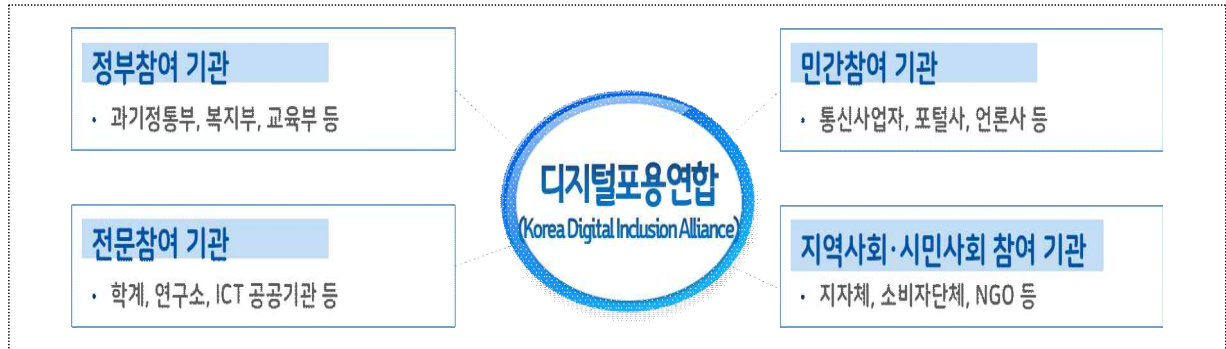 정부참여 기관
· 과기정통부, 복지부, 교육부 등
민간참여 기관
· 통신사업자, 포털사, 언론사 등
디지털포용연합
(Korea Digital Inclusion Alliance)
전문참여 기관
· 학계, 연구소, ICT 공공기관 등
지역사회·시민사회 참여 기관
· 지자체, 소비자단체, NGO 등